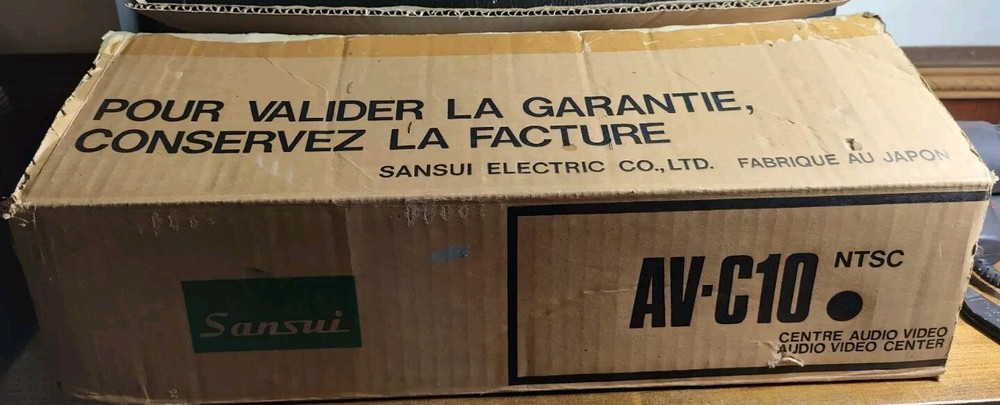 POUR VALIDER LA GARANTIE,
CONSERVEZ LA FACTURE
SANSUI ELECTRIC CO., LTD. FABRIQUE AU JAPON
Sansui
AV·C10 NTSC
CENTRE AUDIO VIDEO
AUDIO VIDEO CENTER